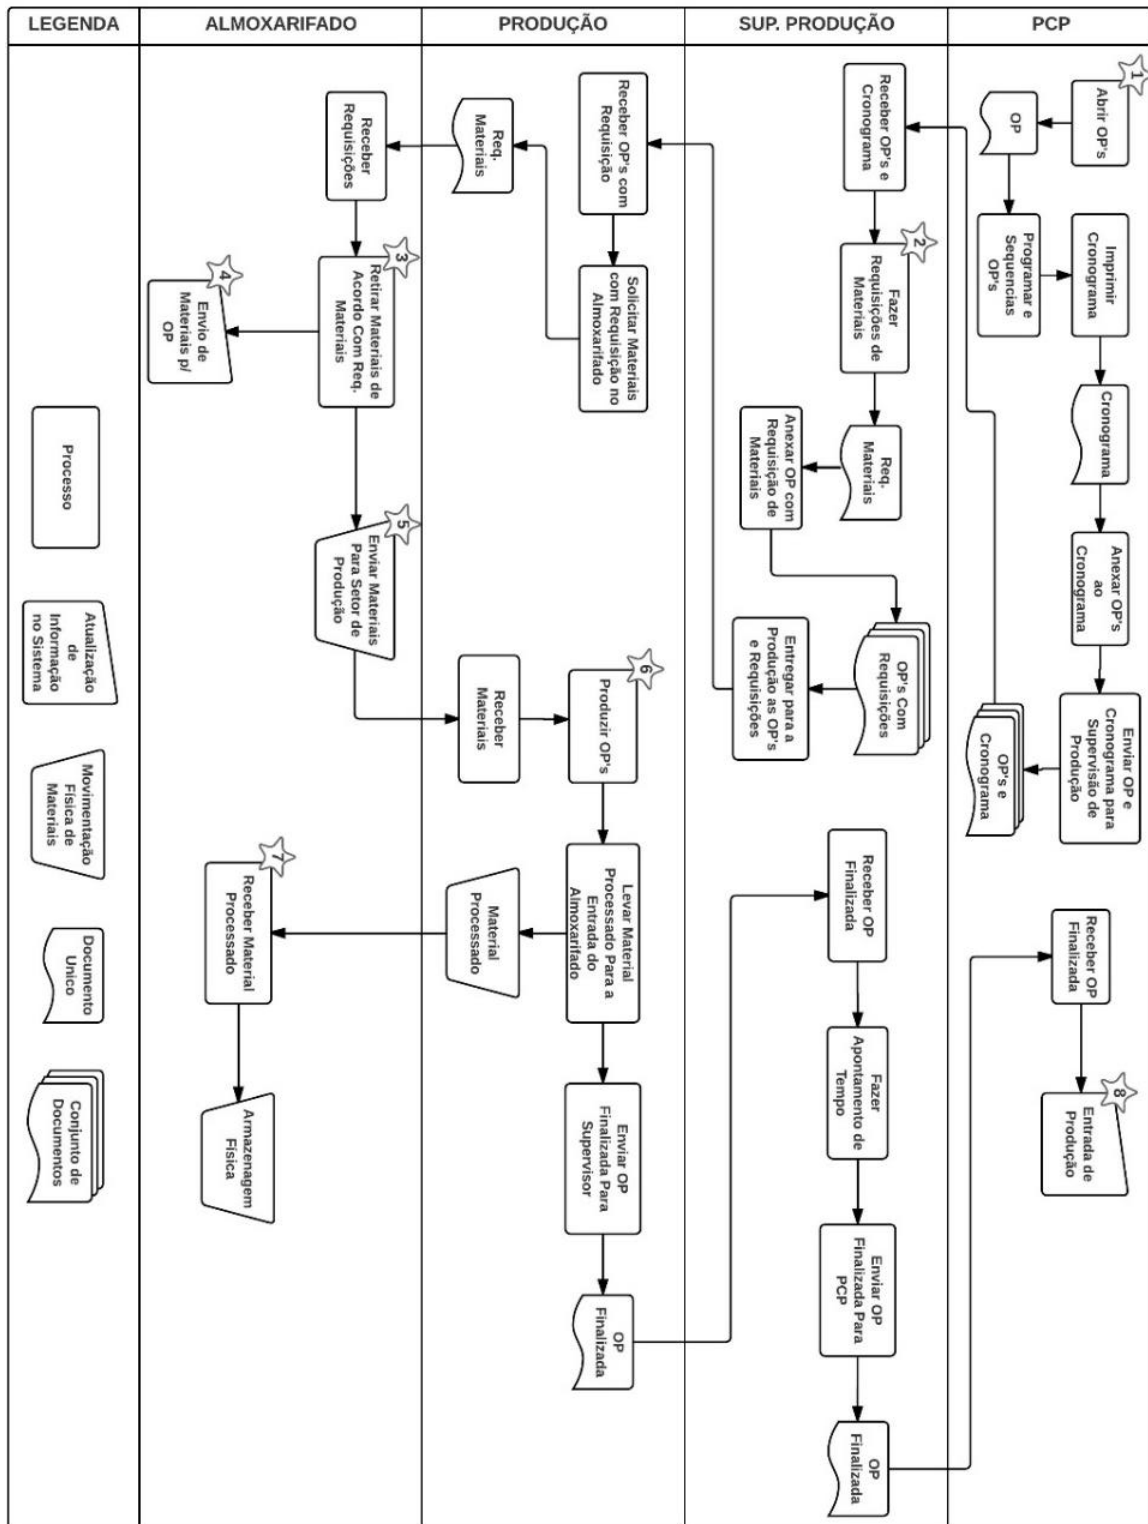 PCP
1
Abrir OP's
OP
Programar e
Sequencias
OP's
Imprimir
Cronograma
Cronograma
Anexar OP's
ao
Cronograma
Enviar OP e
Cronograma para
Supervisão de
Produção
OP's e
Cronograma
Receber OP
Finalizada
8
Entrada de
Produção
SUP. PRODUÇÃO
Receber OP's e
Cronograma
2
Fazer
Requisições de
Materiais
Req.
Materiais
Anexar OP com
Requisição de
Materiais
OP's Com
Requisições
Entregar para a
Produção as OP's
e Requisições
Receber OP
Finalizada
Fazer
Apontamento de
Tempo
Enviar OP
Finalizada Para
PCP
OP
Finalizada
PRODUÇÃO
Receber OP's com
Requisição
Solicitar Materiais
com Requisição no
Almoxarifado
Req.
Materiais
Receber
Materiais
6
Produzir OP's
Levar Material
Processado Para a
Entrada do
Almoxarifado
Material
Processado
Enviar OP
Finalizada Para
Supervisor
OP
Finalizada
ALMOXARIFADO
Receber
Requisições
3
Retirar Materiais de
Acordo Com Req.
Materiais
4
Envio de
Materiais p/
OP
5
Enviar Materiais
Para Setor de
Produção
7
Receber Material
Processado
Armazenagem
Física
LEGENDA
Processo
Atualização
de
Informação
no Sistema
Movimentação
Física de
Materiais
Documento
Unico
Conjunto de
Documentos